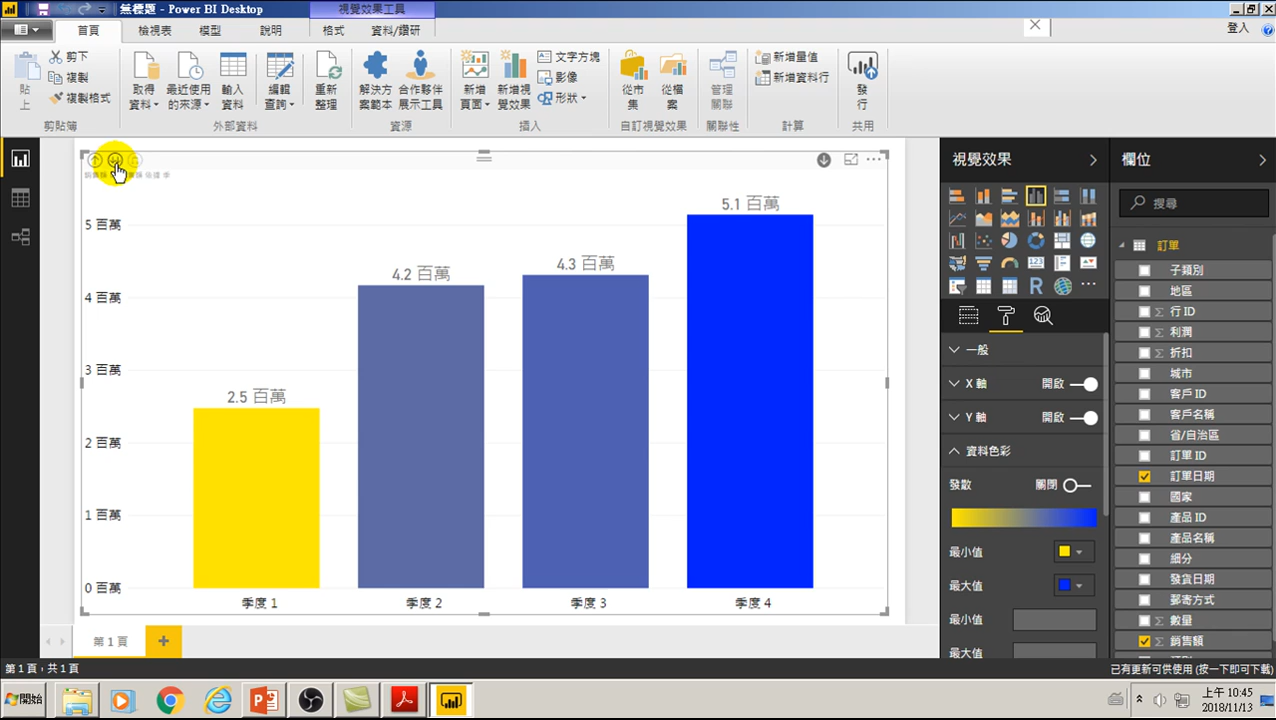 無標題 - Power BI Desktop
視覺效果工具
首頁 檢視表 模型 說明 格式 資料/鑽研
登入
貼上
剪下
複製
複製格式
剪貼簿
取得資料
最近使用的來源
輸入資料
編輯查詢
外部資料
重新整理
解決方案範本
合作夥伴展示工具
資源
新增頁面
新增視覺效果
文字方塊
影像
形狀
插入
從市集
從檔案
自訂視覺效果
管理關聯
關聯性
新增量值
新增資料行
計算
發行
共用
5 百萬
4 百萬
3 百萬
2 百萬
1 百萬
0 百萬
2.5 百萬
4.2 百萬
4.3 百萬
5.1 百萬
季度 1
季度 2
季度 3
季度 4
視覺效果
123
R
一般
X 軸 開啟
Y 軸 開啟
資料色彩
發散 關閉
最小值
最大值
最小值
最大值
欄位
搜尋
訂單
子類別
地區
行 ID
利潤
折扣
城市
客戶 ID
客戶名稱
省/自治區
訂單 ID
訂單日期
國家
產品 ID
產品名稱
細分
發貨日期
郵寄方式
數量
銷售額
第 1 頁
第 1 頁，共 1 頁
已有更新可供使用 (按一下即可下載)
開始
上午 10:45
2018/11/13